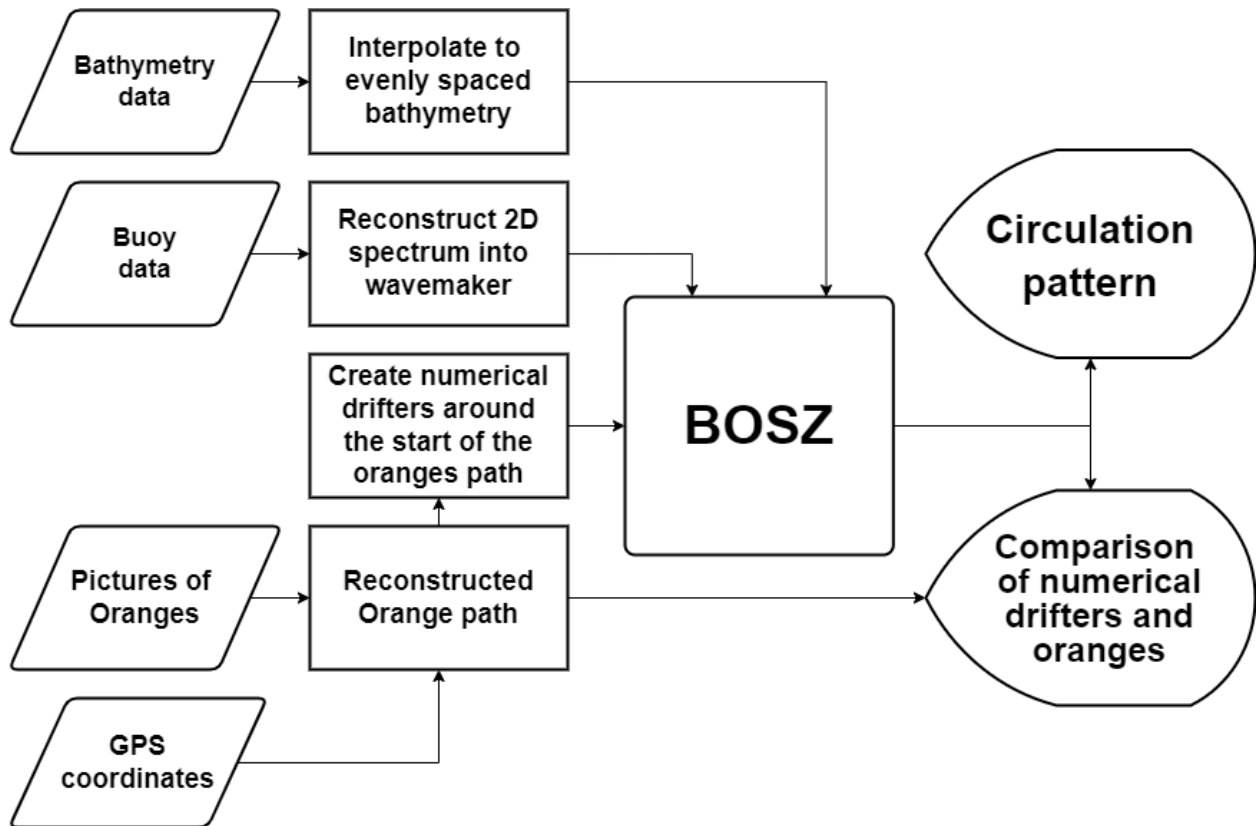 Bathymetry
data
Interpolate to
evenly spaced
bathymetry
Buoy
data
Reconstruct 2D
spectrum into
wavemaker
Circulation
pattern
Create numerical
drifters around
the start of the
oranges path
BOSZ
Pictures of
Oranges
Reconstructed
Orange path
Comparison
of numerical
drifters and
oranges
GPS
coordinates